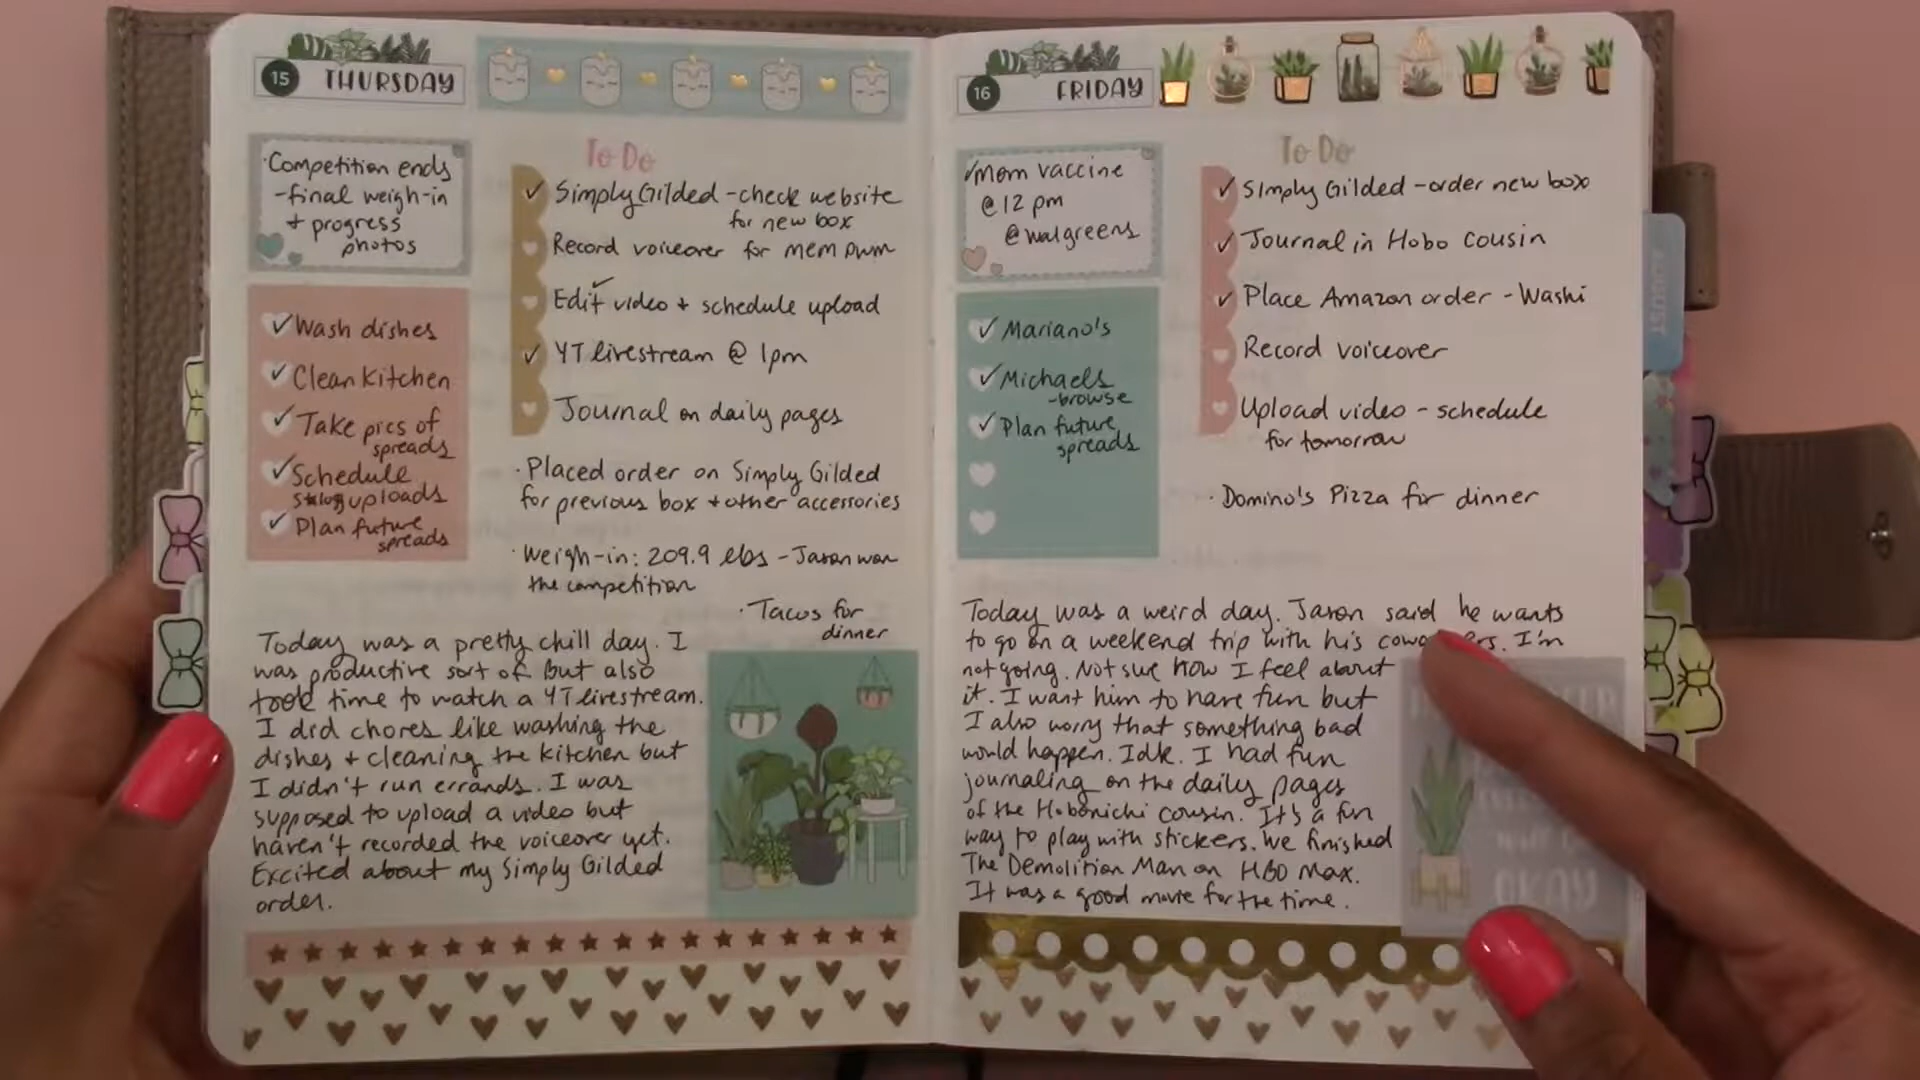 15 THURSDAY
Competition ends
-final weigh-in
+ progress
photos
Wash dishes
Clean Kitchen
Take pics of
spreads
Schedule
uploads
Plan future
spreads
To Do
Simply Gilded - check website
for new box
Record voiceover for mem pwm
Edit video + schedule upload
YT livestream @ 1pm
Journal on daily pages
· Placed order on Simply Gilded
for previous box + other accessories
· Weigh-in: 209.9 lbs - Jason won
the competition
· Tacos for
dinner
Today was a pretty chill day. I
was productive sort of but also
took time to watch a YT livestream.
I did chores like washing the
dishes + cleaning the kitchen but
I didn't run errands. I was
supposed to upload a video but
haven't recorded the voiceover yet.
Excited about my Simply Gilded
order.
16 FRIDAY
Mom vaccine
@ 12 pm
@ walgreens
Mariano's
Michaels
-browse
Plan future
spreads
To Do
Simply Gilded - order new box
Journal in Hobo Cousin
Place Amazon order - Washi
Record voiceover
Upload video - schedule
for tomorrow
· Domino's Pizza for dinner
Today was a weird day. Jason said he wants
to go on a weekend trip with his I'm
not going. Not sure how I feel about
it. I want him to have fun but
I also worry that something bad
would happen. Idk. I had fun
journaling on the daily pages
of the Hobonichi cousin. It's a fun
way to play with stickers. We finished
The Demolition Man on HBO Max.
It was a good movie for the time.
OKAY
AUGUST